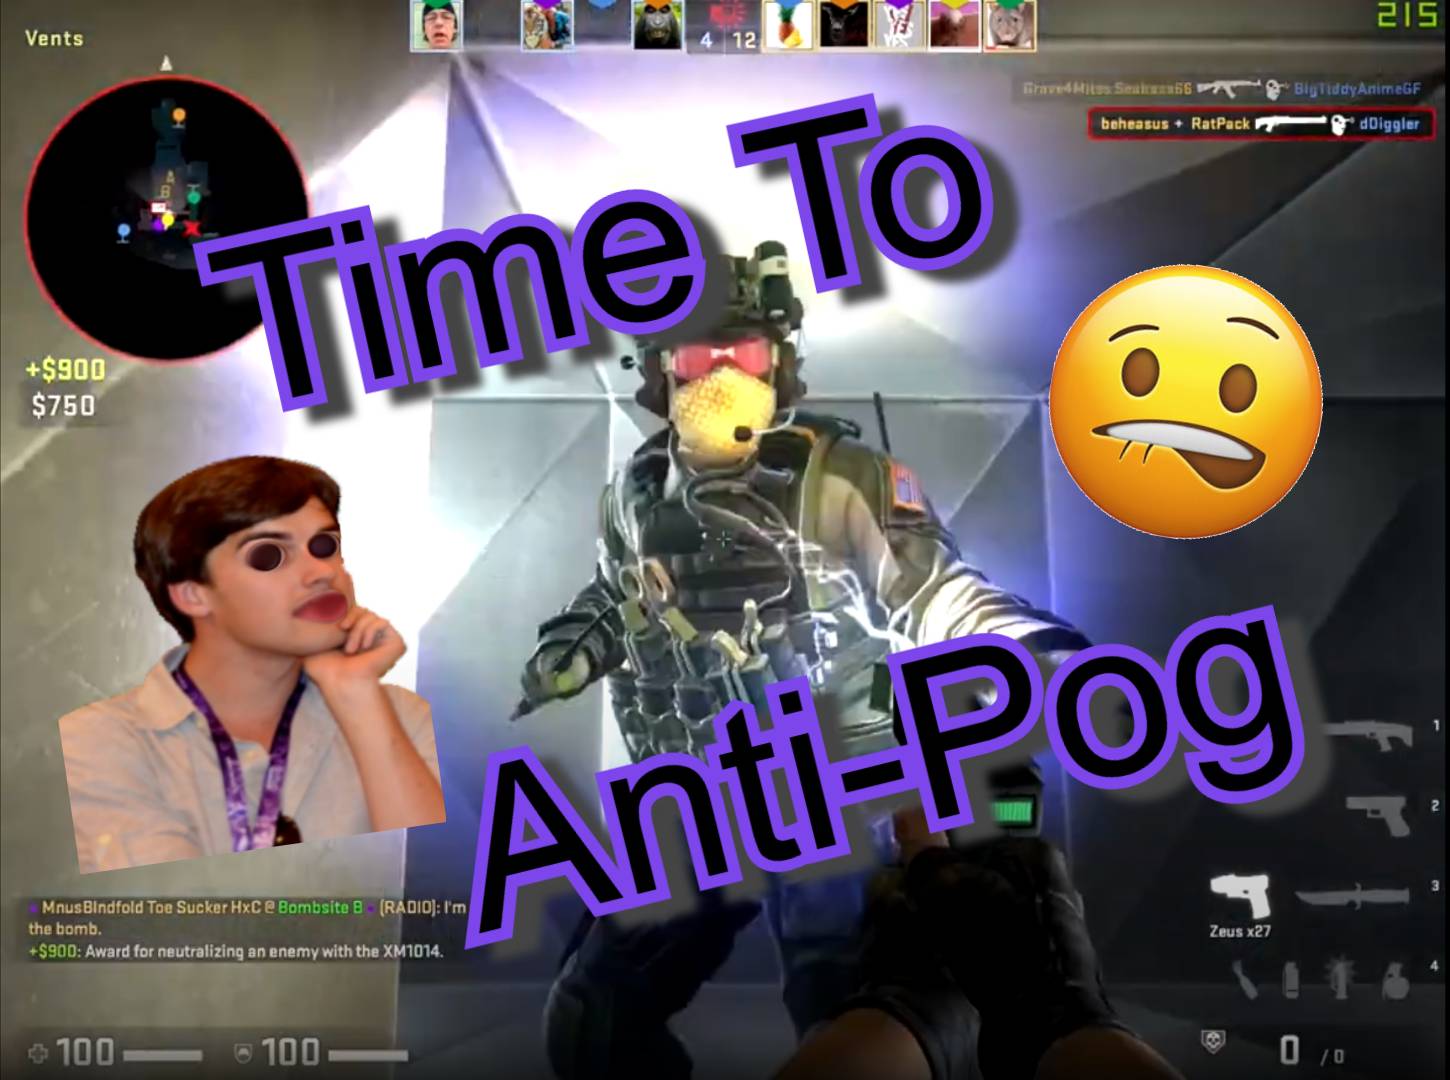 Vents
4 12
215
Grave4Mitss Seabass66 BigTiddyAnimeGF
beheasus + RatPack dDiggler
A
B
+$900
$750
Time To
Anti-Pog
1
2
3
Zeus x27
4
MnusBlndfold Toe Sucker HxC @ Bombsite B (RADIO): I'm
the bomb.
+$900: Award for neutralizing an enemy with the XM1014.
100 100
0 / 0